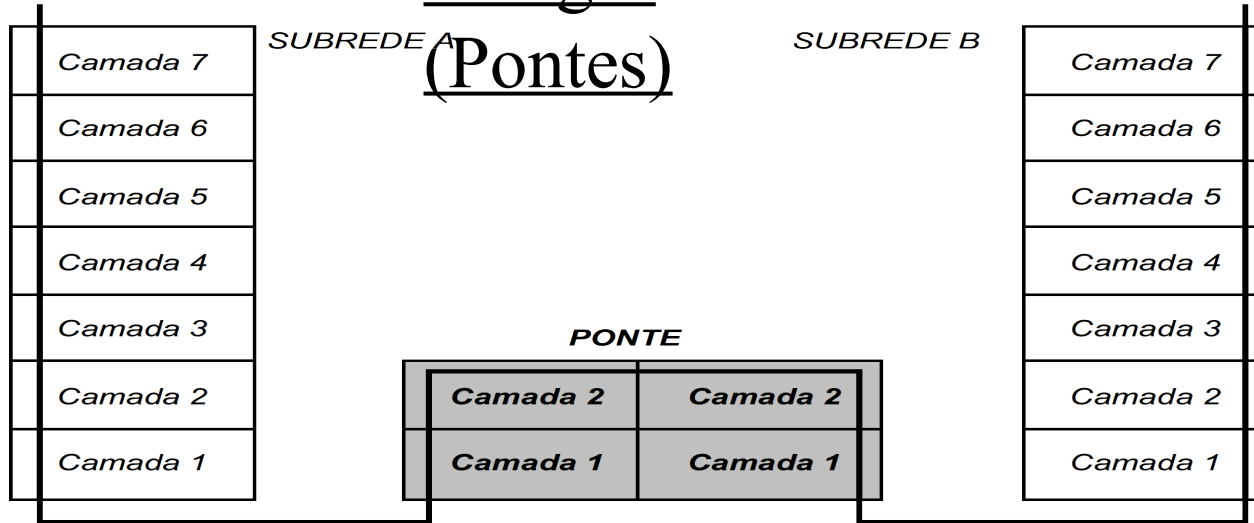 (Pontes)
SUBREDE A
SUBREDE B
Camada 7
Camada 6
Camada 5
Camada 4
Camada 3
Camada 2
Camada 1
PONTE
Camada 2 Camada 2
Camada 1 Camada 1
Camada 7
Camada 6
Camada 5
Camada 4
Camada 3
Camada 2
Camada 1